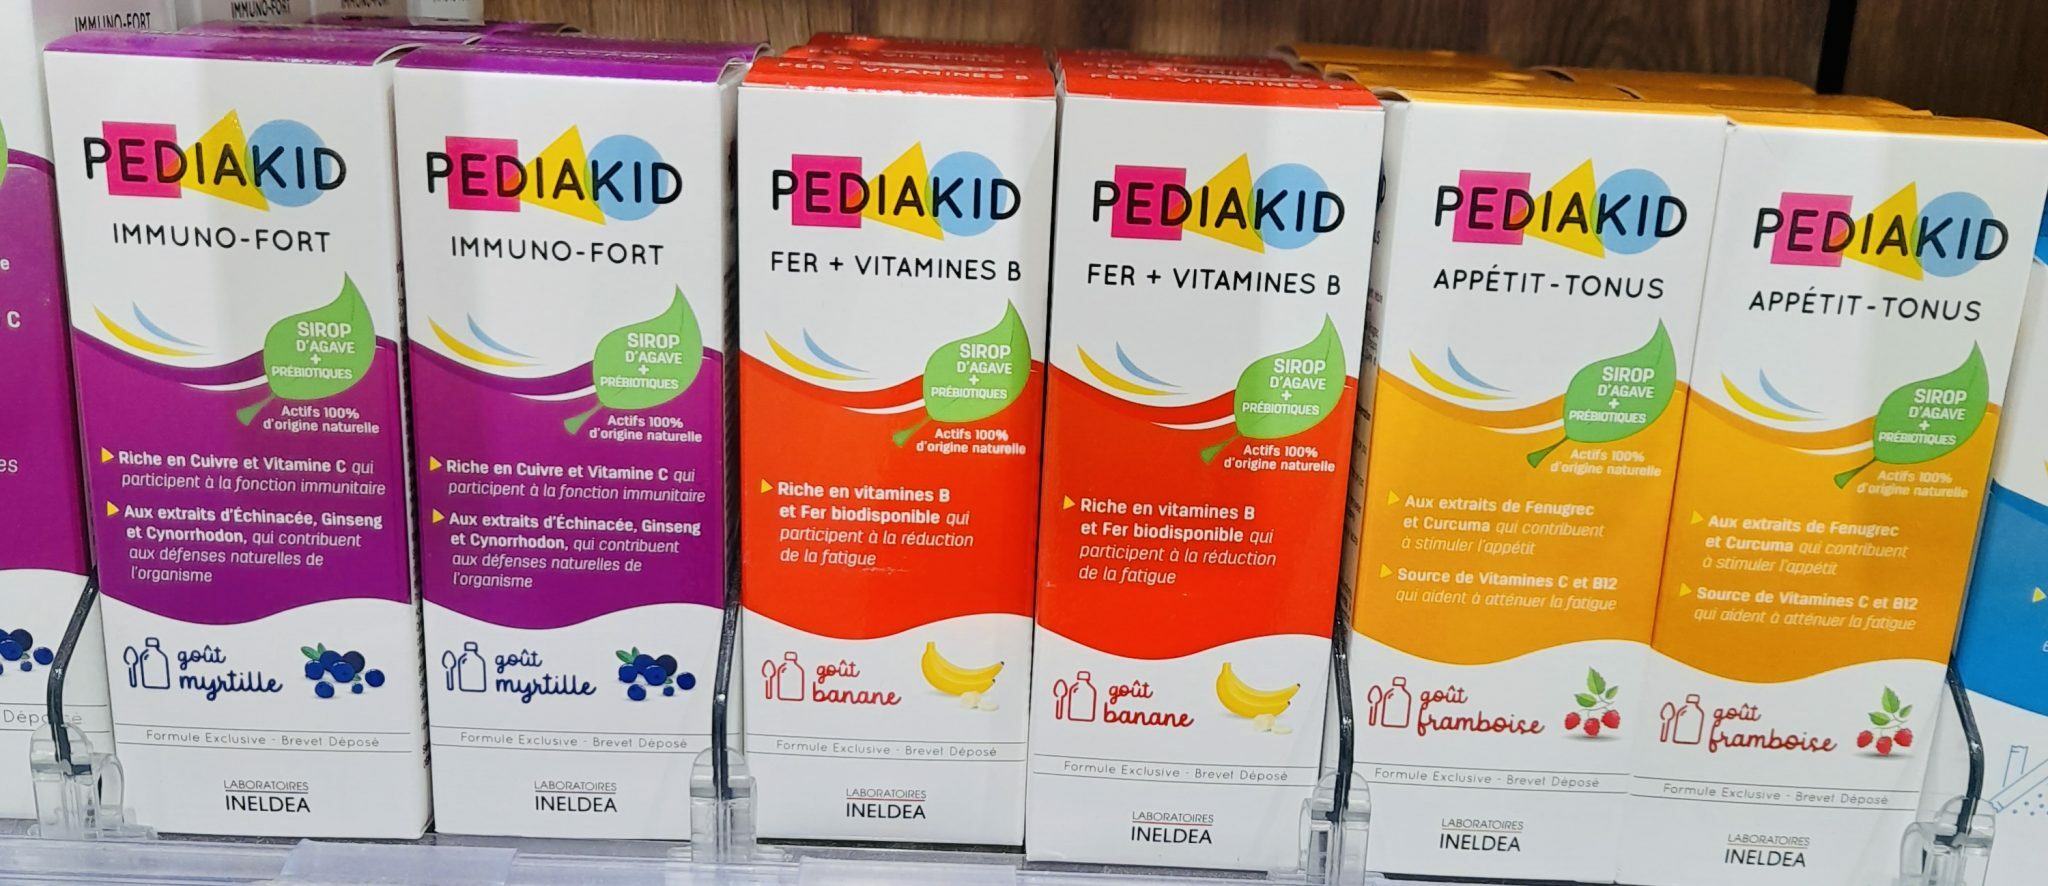 IMMUNO-FORT
IMMUNO-FORT
e
C
es
Déposé
PEDIAKID
IMMUNO-FORT
SIROP
D'AGAVE
+
PRÉBIOTIQUES
Actifs 100%
d'origine naturelle
Riche en Cuivre et Vitamine C qui
participent à la fonction immunitaire
Aux extraits d'Échinacée, Ginseng
et Cynorrhodon, qui contribuent
aux défenses naturelles de
l'organisme
goût
myrtille
Formule Exclusive - Brevet Déposé
LABORATOIRES
INELDEA
PEDIAKID
IMMUNO-FORT
SIROP
D'AGAVE
+
PRÉBIOTIQUES
Actifs 100%
d'origine naturelle
Riche en Cuivre et Vitamine C qui
participent à la fonction immunitaire
Aux extraits d'Échinacée, Ginseng
et Cynorrhodon, qui contribuent
aux défenses naturelles de
l'organisme
goût
myrtille
Formule Exclusive - Brevet Déposé
LABORATOIRES
INELDEA
FER + VITAMINES B
PEDIAKID
FER + VITAMINES B
SIROP
D'AGAVE
+
PRÉBIOTIQUES
Actifs 100%
d'origine naturelle
Riche en vitamines B
et Fer biodisponible qui
participent à la réduction
de la fatigue
goût
banane
Formule Exclusive - Brevet Déposé
LABORATOIRES
INELDEA
FER + VITAMINES B
PEDIAKID
FER + VITAMINES B
SIROP
D'AGAVE
+
PRÉBIOTIQUES
Actifs 100%
d'origine naturelle
Riche en vitamines B
et Fer biodisponible qui
participent à la réduction
de la fatigue
goût
banane
Formule Exclusive - Brevet Déposé
LABORATOIRES
INELDEA
PEDIAKID
APPÉTIT-TONUS
SIROP
D'AGAVE
+
PRÉBIOTIQUES
Actifs 100%
d'origine naturelle
Aux extraits de Fenugrec
et Curcuma qui contribuent
à stimuler l'appétit
Source de Vitamines C et B12
qui aident à atténuer la fatigue
goût
framboise
Formule Exclusive - Brevet Déposé
LABORATOIRES
INELDEA
PEDIAKID
APPÉTIT-TONUS
SIROP
D'AGAVE
+
PRÉBIOTIQUES
Actifs 100%
d'origine naturelle
Aux extraits de Fenugrec
et Curcuma qui contribuent
à stimuler l'appétit
Source de Vitamines C et B12
qui aident à atténuer la fatigue
goût
framboise
Formule Exclusive - Brevet Déposé
LABORATOIRES
INELDEA